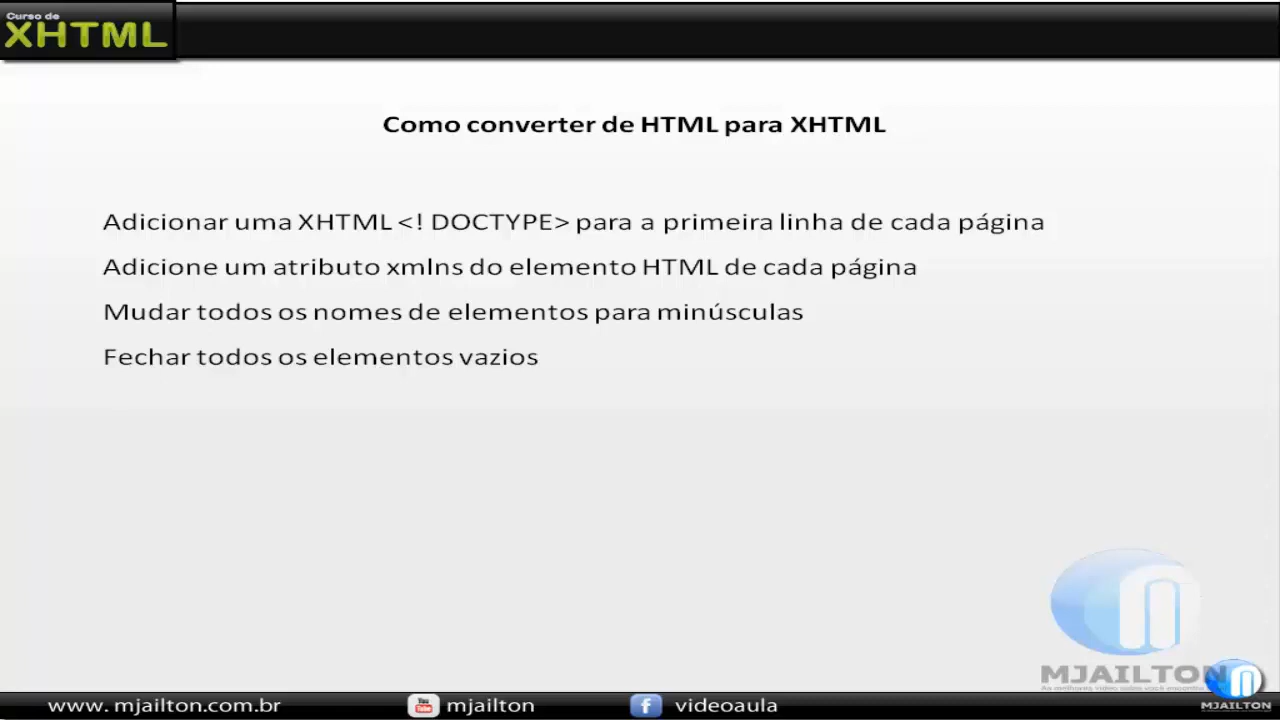 Curso de
XHTML
Como converter de HTML para XHTML
Adicionar uma XHTML <! DOCTYPE> para a primeira linha de cada página
Adicione um atributo xmlns do elemento HTML de cada página
Mudar todos os nomes de elementos para minúsculas
Fechar todos os elementos vazios
MJAILTON
www. mjailton.com.br
mjailton
videoaula
MJAILTON